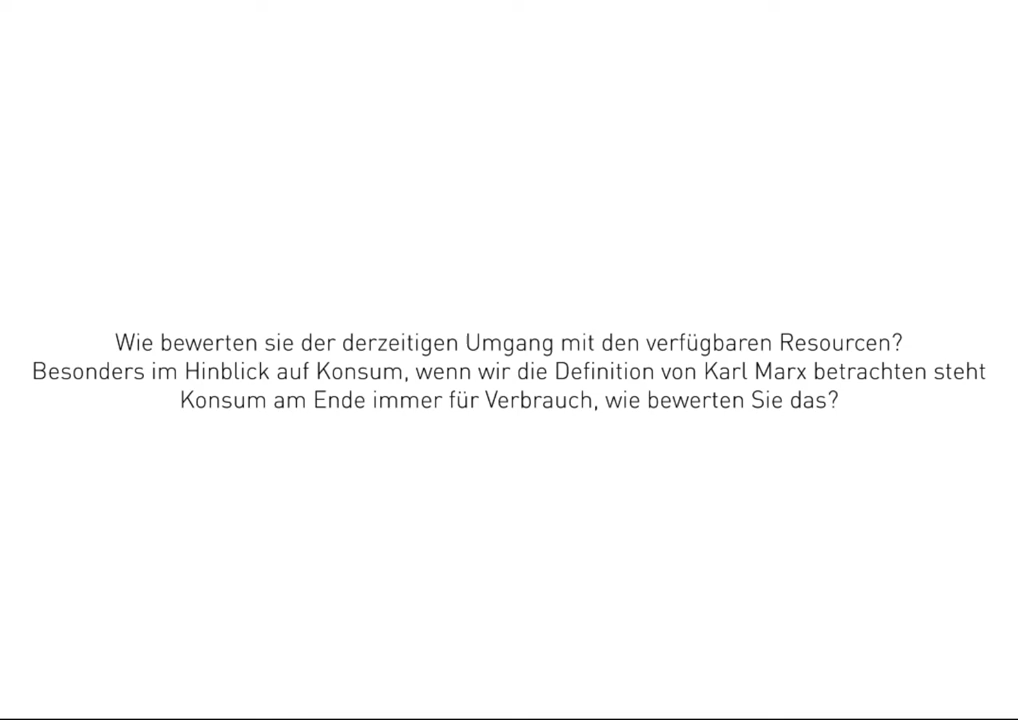 Wie bewerten sie der derzeitigen Umgang mit den verfügbaren Resourcen?
Besonders im Hinblick auf Konsum, wenn wir die Definition von Karl Marx betrachten steht
Konsum am Ende immer für Verbrauch, wie bewerten Sie das?